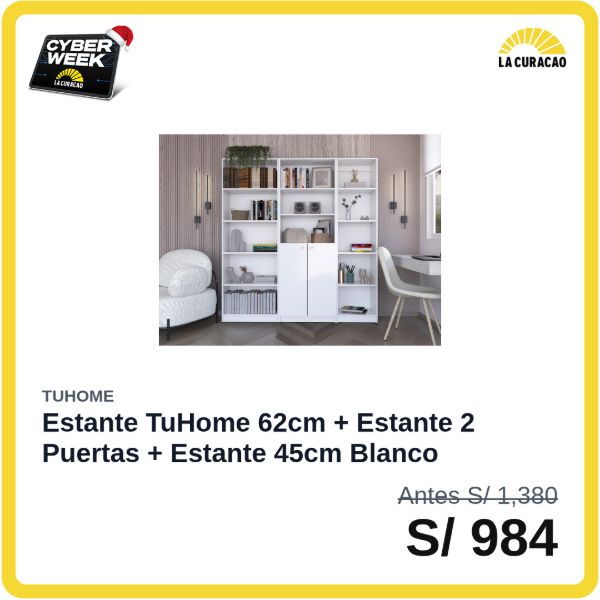 CYBER
WEEK
LA CURACAO
LA CURACAO
TUHOME
Estante TuHome 62cm + Estante 2
Puertas + Estante 45cm Blanco
Antes S/ 1,380
S/ 984